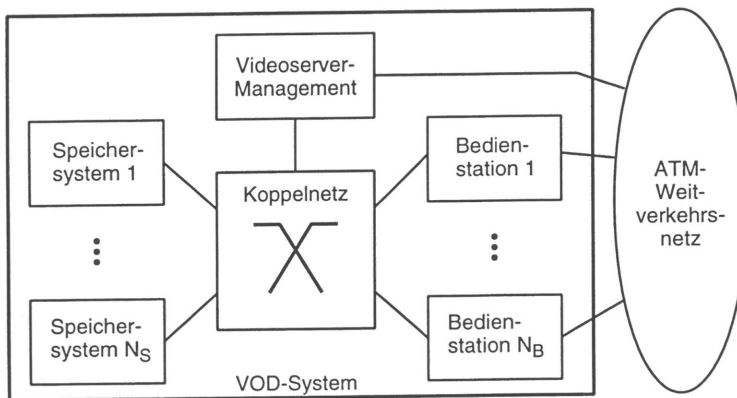 Videoserver-
Management
Speicher-
system 1
Koppelnetz
Bedien-
station 1
ATM-
Weit-
verkehrs-
netz
Speicher-
system N_S
Bedien-
station N_B
VOD-System